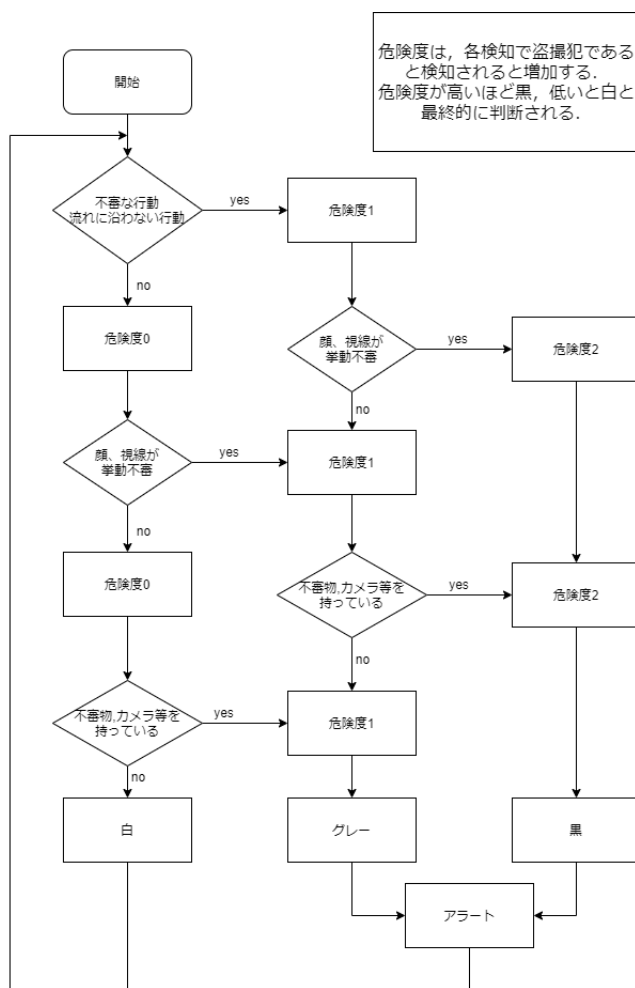 危険度は，各検知で盗撮犯である
と検知されると増加する．
危険度が高いほど黒，低いと白と
最終的に判断される．
開始
不審な行動
流れに沿わない行動
yes
危険度1
no
危険度0
顔、視線が
挙動不審
yes
危険度2
no
顔、視線が
挙動不審
yes
危険度1
no
危険度0
不審物,カメラ等を
持っている
yes
危険度2
no
不審物,カメラ等を
持っている
yes
危険度1
no
白
グレー
黒
アラート